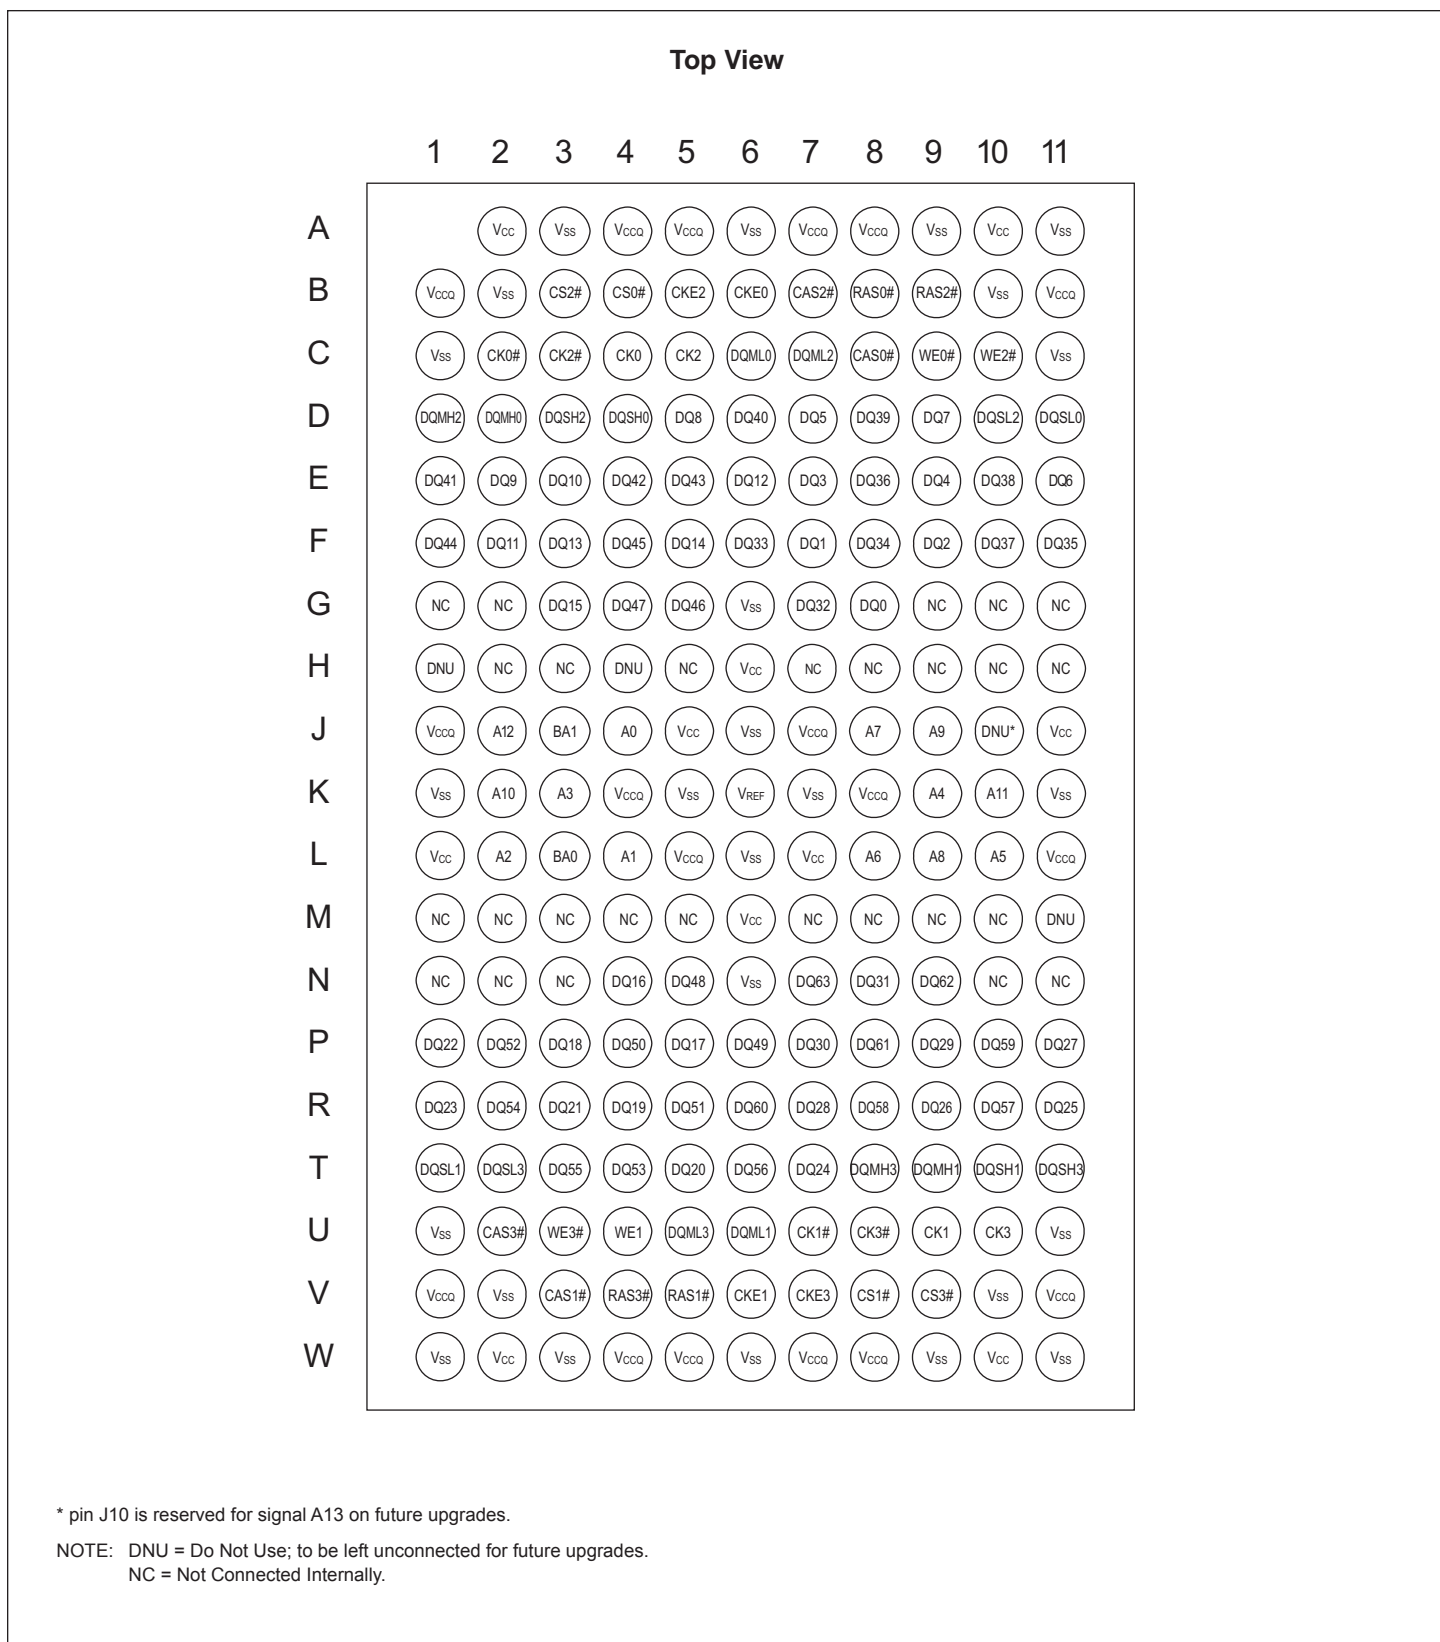 Top View
1 2 3 4 5 6 7 8 9 10 11
A VCC VSS VCCQ VCCQ VSS VCCQ VCCQ VSS VCC VSS
B VCCQ VSS CS2# CS0# CKE2 CKE0 CAS2# RAS0# RAS2# VSS VCCQ
C VSS CK0# CK2# CK0 CK2 DQML0 DQML2 CAS0# WE0# WE2# VSS
D DQMH2 DQMH0 DQSH2 DQSH0 DQ8 DQ40 DQ5 DQ39 DQ7 DQSL2 DQSL0
E DQ41 DQ9 DQ10 DQ42 DQ43 DQ12 DQ3 DQ36 DQ4 DQ38 DQ6
F DQ44 DQ11 DQ13 DQ45 DQ14 DQ33 DQ1 DQ34 DQ2 DQ37 DQ35
G NC NC DQ15 DQ47 DQ46 VSS DQ32 DQ0 NC NC NC
H DNU NC NC DNU NC VCC NC NC NC NC NC
J VCCQ A12 BA1 A0 VCC VSS VCCQ A7 A9 DNU* VCC
K VSS A10 A3 VCCQ VSS VREF VSS VCCQ A4 A11 VSS
L VCC A2 BA0 A1 VCCQ VSS VCC A6 A8 A5 VCCQ
M NC NC NC NC NC VCC NC NC NC NC DNU
N NC NC NC DQ16 DQ48 VSS DQ63 DQ31 DQ62 NC NC
P DQ22 DQ52 DQ18 DQ50 DQ17 DQ49 DQ30 DQ61 DQ29 DQ59 DQ27
R DQ23 DQ54 DQ21 DQ19 DQ51 DQ60 DQ28 DQ58 DQ26 DQ57 DQ25
T DQSL1 DQSL3 DQ55 DQ53 DQ20 DQ56 DQ24 DQMH3 DQMH1 DQSH1 DQSH3
U VSS CAS3# WE3# WE1 DQML3 DQML1 CK1# CK3# CK1 CK3 VSS
V VCCQ VSS CAS1# RAS3# RAS1# CKE1 CKE3 CS1# CS3# VSS VCCQ
W VSS VCC VSS VCCQ VCCQ VSS VCCQ VCCQ VSS VCC VSS
* pin J10 is reserved for signal A13 on future upgrades.
NOTE: DNU = Do Not Use; to be left unconnected for future upgrades.
NC = Not Connected Internally.